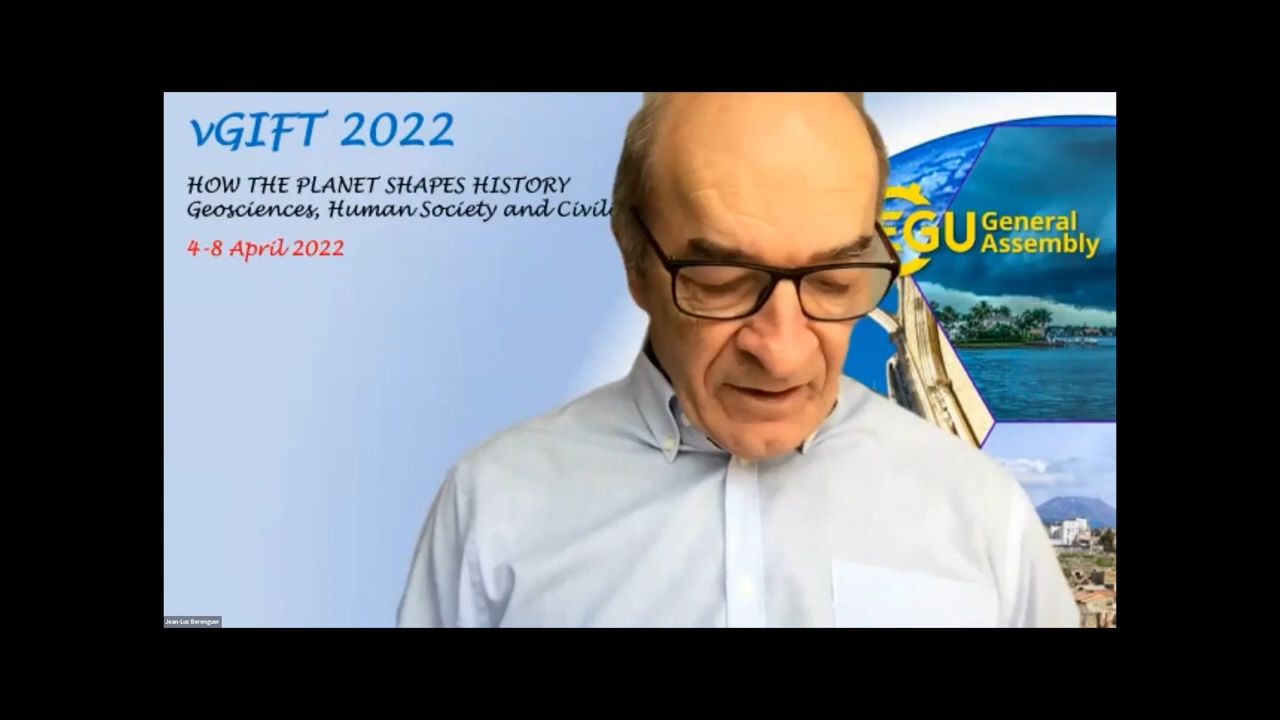 vGIFT 2022
HOW THE PLANET SHAPES HISTORY
Geosciences, Human Society and Civili
4-8 April 2022
EGU General
Assembly
Jean-Luc Berenguer